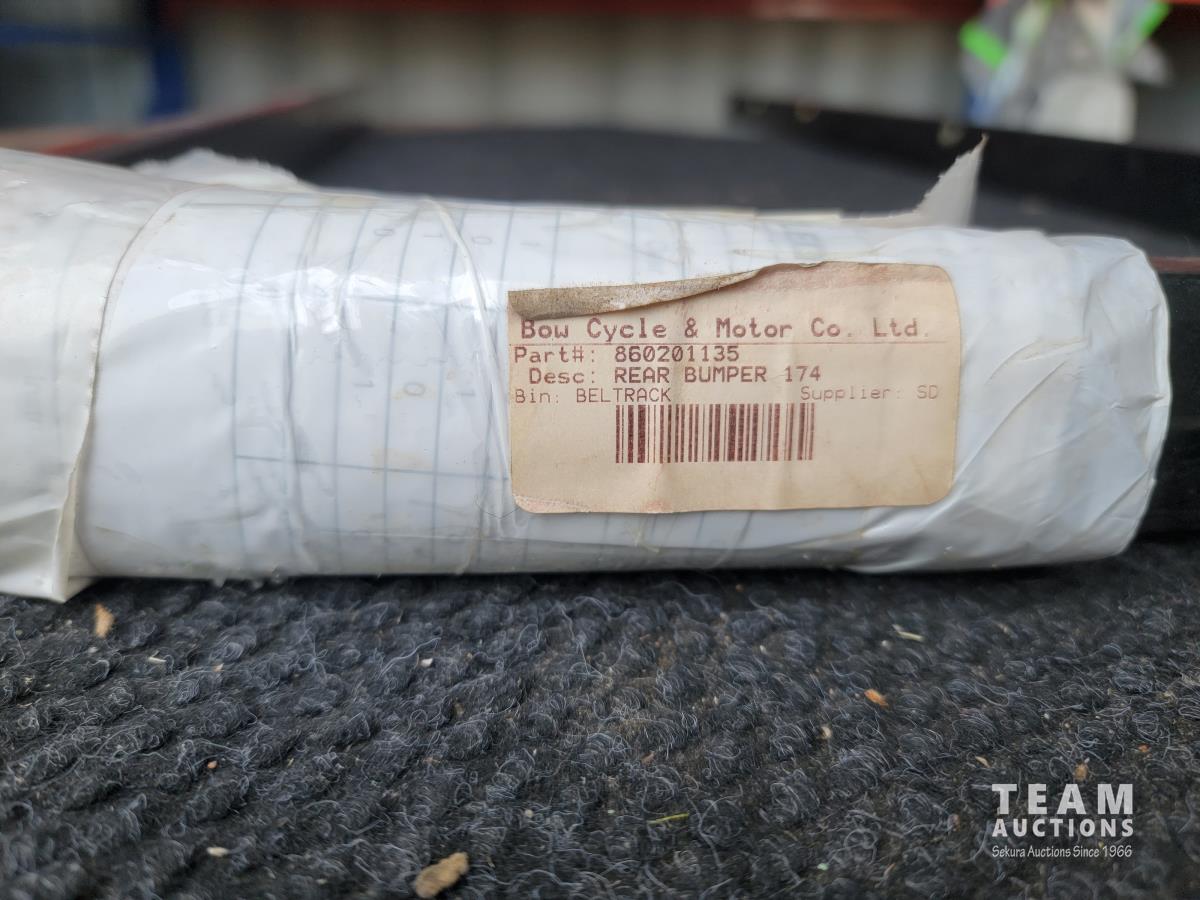 Bow Cycle & Motor Co. Ltd.
Part#: 860201135
Desc: REAR BUMPER 174
Bin: BELTRACK Supplier: SD
TEAM
AUCTIONS
Sekura Auctions Since 1966